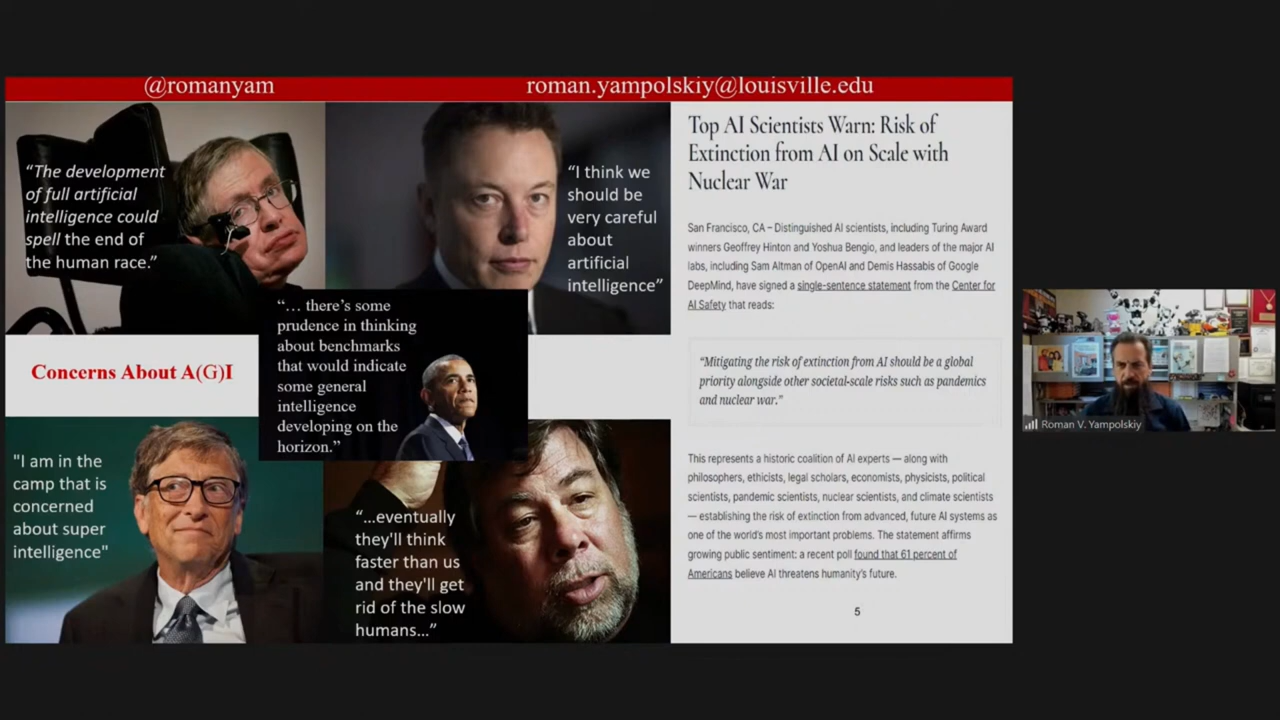 @romanyam
roman.yampolskiy@louisville.edu
“The development
of full artificial
intelligence could
spell the end of
the human race.”
“I think we
should be
very careful
about
artificial
intelligence”
“... there’s some
prudence in thinking
about benchmarks
that would indicate
some general
intelligence
developing on the
horizon.”
Concerns About A(G)I
"I am in the
camp that is
concerned
about super
intelligence"
“...eventually
they'll think
faster than us
and they'll get
rid of the slow
humans...”
Top AI Scientists Warn: Risk of
Extinction from AI on Scale with
Nuclear War
San Francisco, CA – Distinguished AI scientists, including Turing Award
winners Geoffrey Hinton and Yoshua Bengio, and leaders of the major AI
labs, including Sam Altman of OpenAI and Demis Hassabis of Google
DeepMind, have signed a single-sentence statement from the Center for
AI Safety that reads:
“Mitigating the risk of extinction from AI should be a global
priority alongside other societal-scale risks such as pandemics
and nuclear war.”
This represents a historic coalition of AI experts — along with
philosophers, ethicists, legal scholars, economists, physicists, political
scientists, pandemic scientists, nuclear scientists, and climate scientists
— establishing the risk of extinction from advanced, future AI systems as
one of the world’s most important problems. The statement affirms
growing public sentiment: a recent poll found that 61 percent of
Americans believe AI threatens humanity’s future.
5
Roman V. Yampolskiy